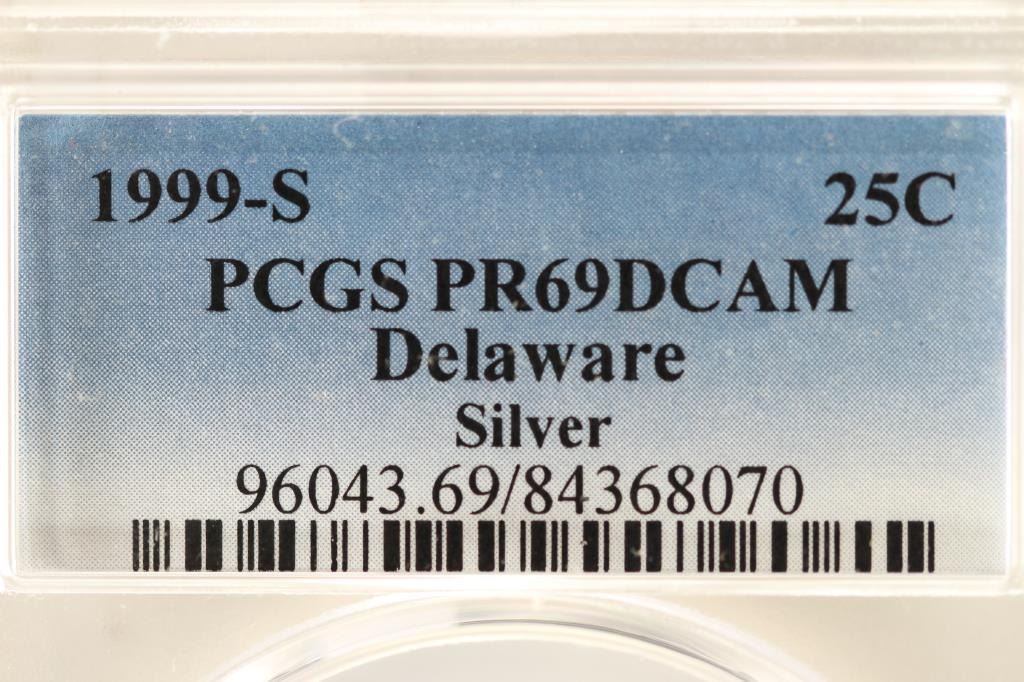 1999-S 25C
PCGS PR69DCAM
Delaware
Silver
96043.69/84368070